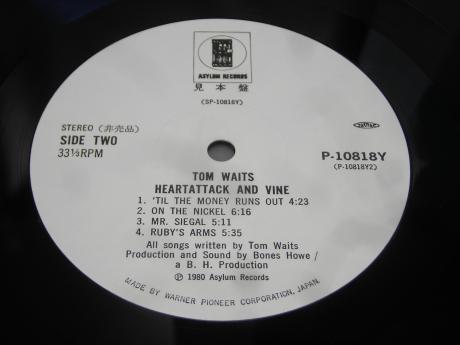 ASYLUM RECORDS
見本盤
(SP-10818Y)
STEREO (非売品)
SIDE TWO
33⅓RPM
P-10818Y
(P-10818Y2)
TOM WAITS
HEARTATTACK AND VINE
1. 'TIL THE MONEY RUNS OUT 4:23
2. ON THE NICKEL 6:16
3. MR. SIEGAL 5:11
4. RUBY'S ARMS 5:35
All songs written by Tom Waits
Production and Sound by Bones Howe /
a B. H. Production
Ⓟ 1980 Asylum Records
MADE BY WARNER PIONEER CORPORATION, JAPAN.